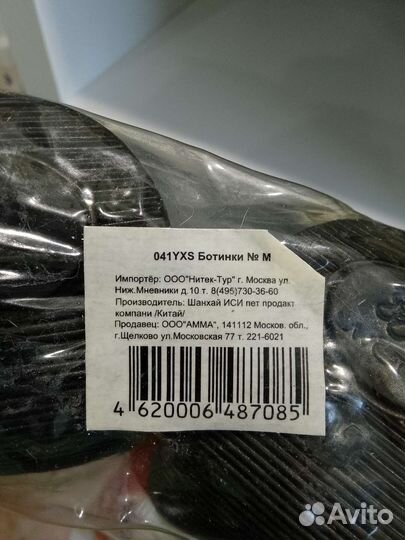 041YXS Ботинки № M
Импортёр: ООО"Нитек-Тур" г. Москва ул.
Ниж.Мневники д.10 т. 8(495)730-36-60
Производитель: Шанхай ИСИ пет продакт
компани /Китай/
Продавец: ООО"АММА", 141112 Москов. обл.,
г.Щелково ул.Московская 77 т. 221-6021
4 620006 487085
Avito